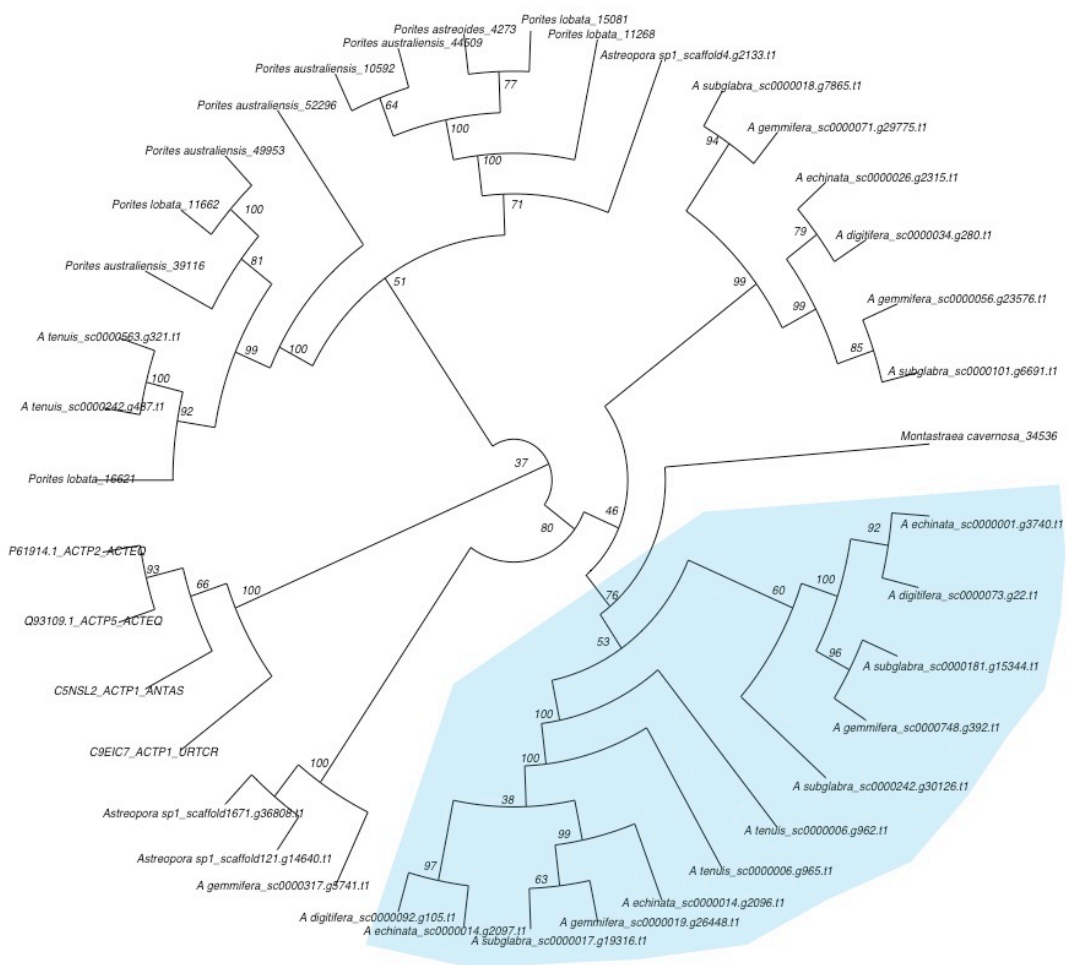 Porites lobata_15081
Porites astreoides_4273
Porites lobata_11268
Porites australiensis_44509
Astreopora sp1_scaffold4.g2133.t1
Porites australiensis_10592
77
A subglabra_sc0000018.g7865.t1
64
Porites australiensis_52296
A gemmifera_sc0000071.g29775.t1
100
94
Porites australiensis_49953
100
A echinata_sc0000026.g2315.t1
Porites lobata_11662
100
71
79
A digitifera_sc0000034.g280.t1
81
Porites australiensis_39116
51
99
A gemmifera_sc0000056.g23576.t1
99
A tenuis_sc0000563.g321.t1
99
100
85
A subglabra_sc0000101.g6691.t1
100
A tenuis_sc0000242.g487.t1
92
Montastraea cavernosa_34536
37
Porites lobata_16621
46
80
92
A echinata_sc0000001.g3740.t1
P61914.1_ACTP2_ACTEQ
93
66
100
76
60
100
A digitifera_sc0000073.g22.t1
Q93109.1_ACTP5_ACTEQ
53
96
A subglabra_sc0000181.g15344.t1
C5NSL2_ACTP1_ANTAS
100
A gemmifera_sc0000748.g392.t1
C9EIC7_ACTP1_URTCR
100
100
A subglabra_sc0000242.g30126.t1
Astreopora sp1_scaffold1671.g36808.t1
38
A tenuis_sc0000006.g962.t1
99
Astreopora sp1_scaffold121.g14640.t1
97
A tenuis_sc0000006.g965.t1
63
A gemmifera_sc0000317.g5741.t1
A echinata_sc0000014.g2096.t1
A digitifera_sc0000092.g105.t1
A gemmifera_sc0000019.g26448.t1
A echinata_sc0000014.g2097.t1
A subglabra_sc0000017.g19316.t1